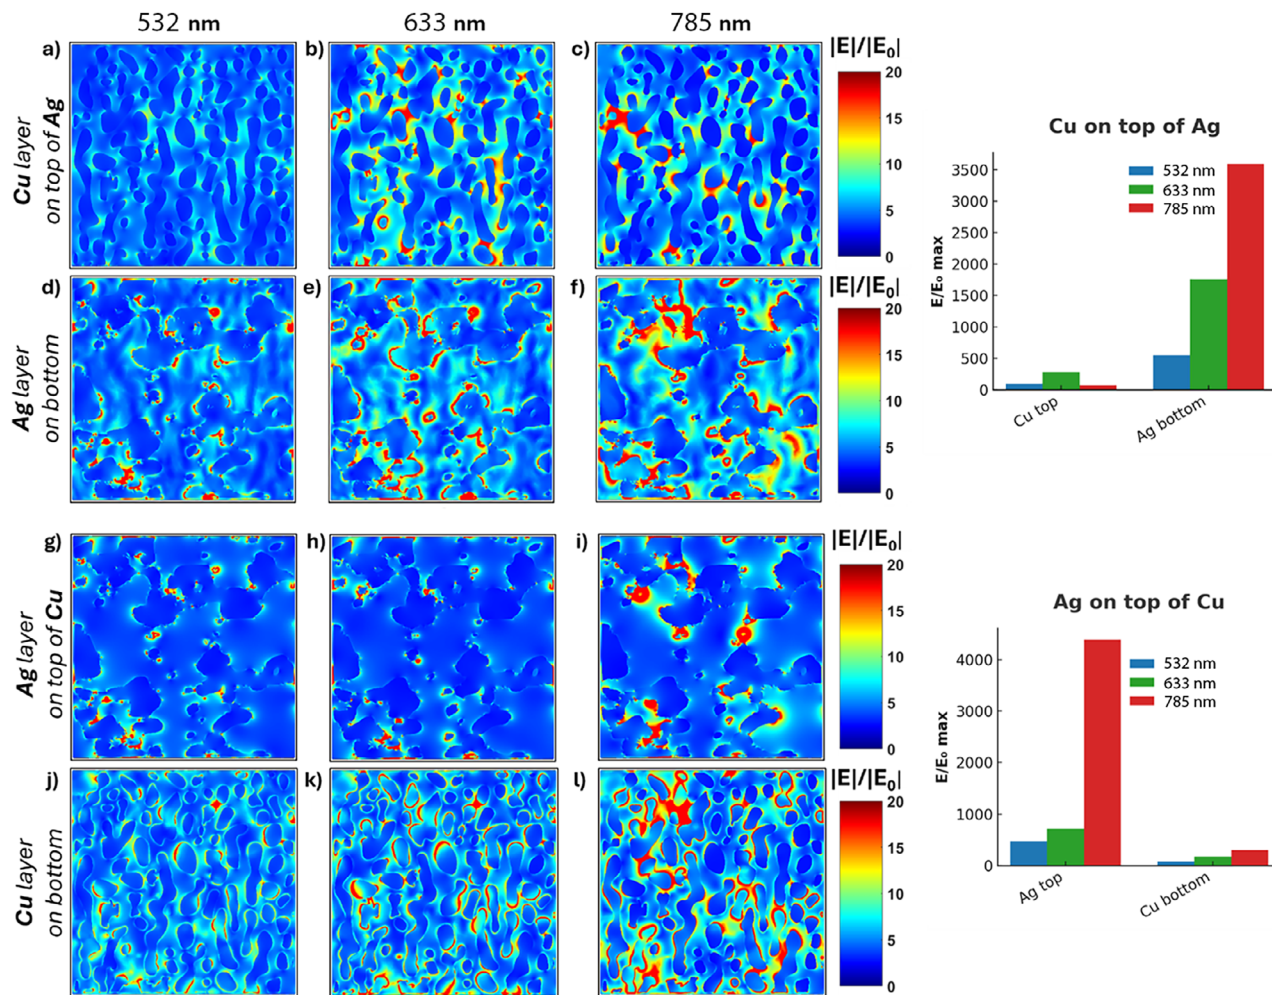 532 nm
633 nm
785 nm
a)
b)
c)
|E|/|E₀|
20
15
10
5
0
Cu layer
on top of Ag
d)
e)
f)
|E|/|E₀|
20
15
10
5
0
Ag layer
on bottom
Cu on top of Ag
E/E₀ max
3500
3000
2500
2000
1500
1000
500
0
532 nm
633 nm
785 nm
Cu top
Ag bottom
g)
h)
i)
|E|/|E₀|
20
15
10
5
0
Ag layer
on top of Cu
j)
k)
l)
|E|/|E₀|
20
15
10
5
0
Cu layer
on bottom
Ag on top of Cu
E/E₀ max
4000
3000
2000
1000
0
532 nm
633 nm
785 nm
Ag top
Cu bottom